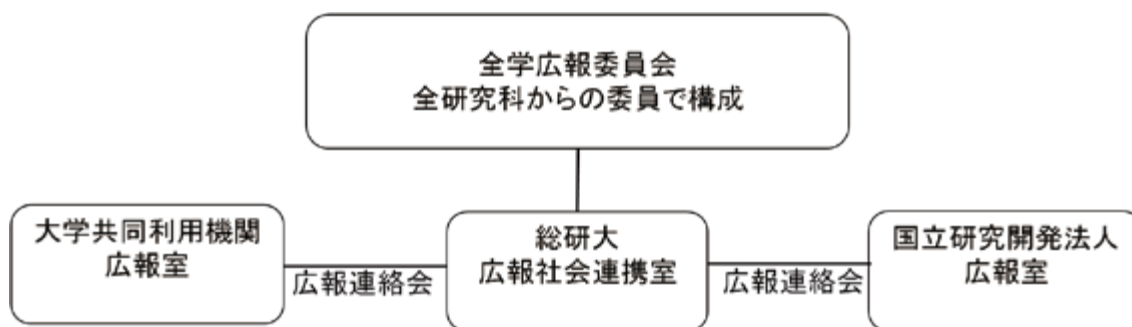 全学広報委員会
全研究科からの委員で構成
大学共同利用機関
広報室
広報連絡会
総研大
広報社会連携室
広報連絡会
国立研究開発法人
広報室